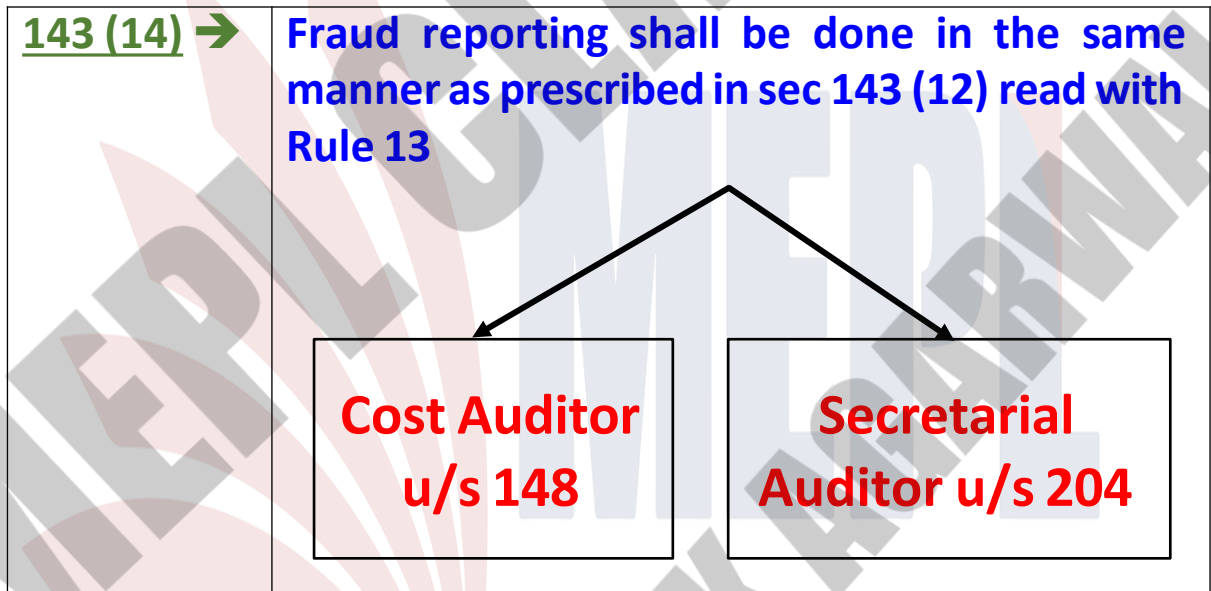 143 (14) ➔
Fraud reporting shall be done in the same
manner as prescribed in sec 143 (12) read with
Rule 13
Cost Auditor
u/s 148
Secretarial
Auditor u/s 204
MEPL